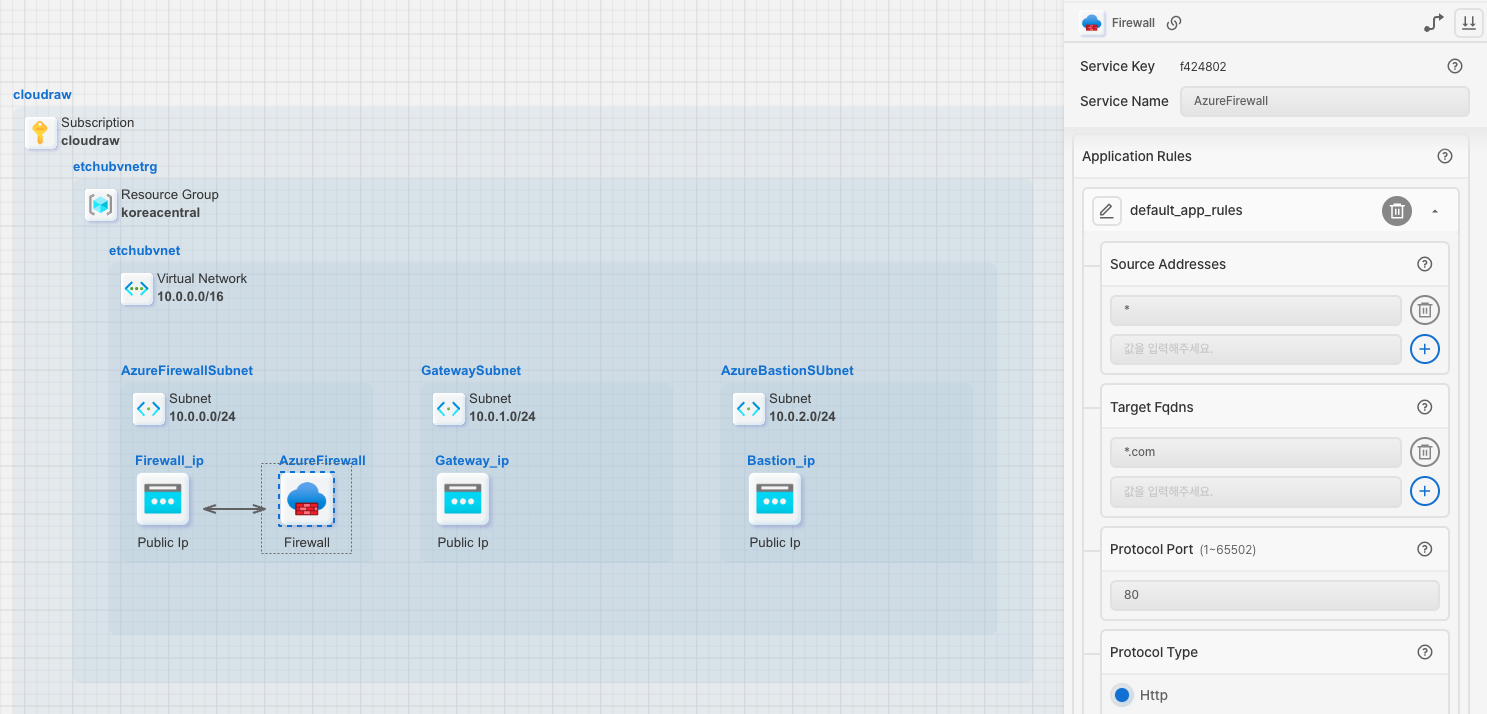 cloudraw
Subscription
cloudraw
etchubvnetrg
Resource Group
koreacentral
etchubvnet
Virtual Network
10.0.0.0/16
AzureFirewallSubnet
Subnet
10.0.0.0/24
GatewaySubnet
Subnet
10.0.1.0/24
AzureBastionSUbnet
Subnet
10.0.2.0/24
Firewall_ip
Public Ip
AzureFirewall
Firewall
Gateway_ip
Public Ip
Bastion_ip
Public Ip
Firewall
Service Key f424802
Service Name AzureFirewall
Application Rules
default_app_rules
Source Addresses
*
값을 입력해주세요.
Target Fqdns
*.com
값을 입력해주세요.
Protocol Port (1~65502)
80
Protocol Type
Http